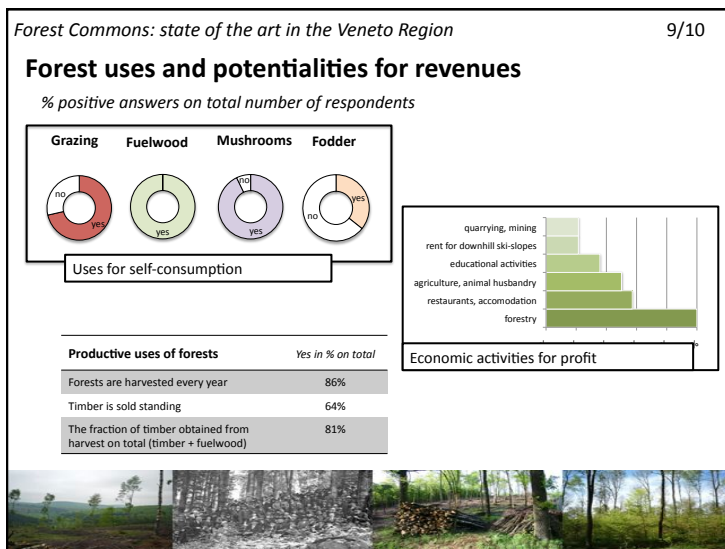 Forest Commons: state of the art in the Veneto Region 9/10
Forest uses and potentialities for revenues
% positive answers on total number of respondents
Grazing Fuelwood Mushrooms Fodder
no yes
yes
no yes
yes no
Uses for self-consumption
quarrying, mining
rent for downhill ski-slopes
educational activities
agriculture, animal husbandry
restaurants, accomodation
forestry
Economic activities for profit
Productive uses of forests Yes in % on total
Forests are harvested every year 86%
Timber is sold standing 64%
The fraction of timber obtained from
harvest on total (timber + fuelwood) 81%